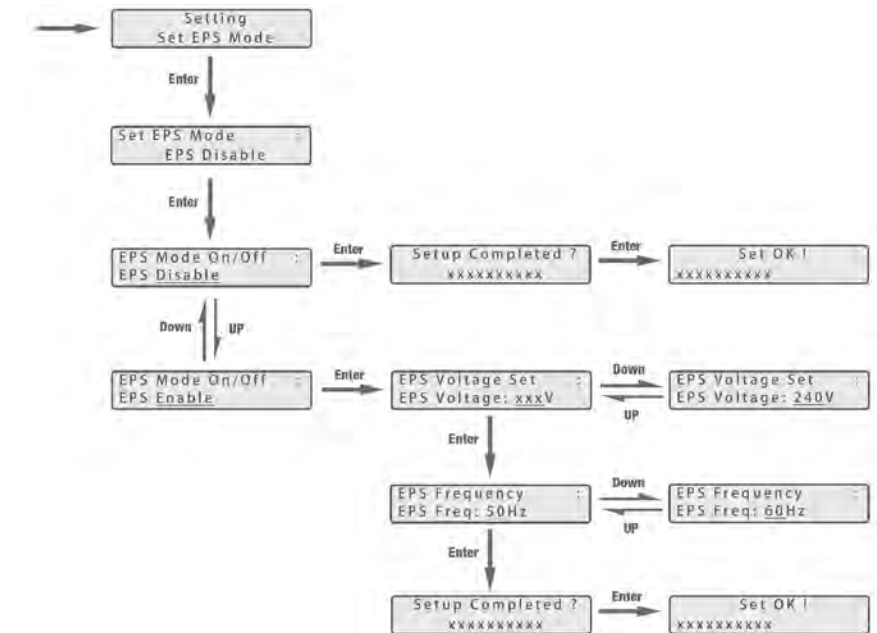 Setting
Set EPS Mode
Enter
Set EPS Mode :
EPS Disable
Enter
EPS Mode On/Off :
EPS Disable
Enter
Setup Completed ?
xxxxxxxxxx
Enter
Set OK !
xxxxxxxxxx
Down
UP
EPS Mode On/Off :
EPS Enable
Enter
EPS Voltage Set :
EPS Voltage: xxxV
Down
UP
EPS Voltage Set :
EPS Voltage: 240V
Enter
EPS Frequency :
EPS Freq: 50Hz
Down
UP
EPS Frequency :
EPS Freq: 60Hz
Enter
Setup Completed ?
xxxxxxxxxx
Enter
Set OK !
xxxxxxxxxx